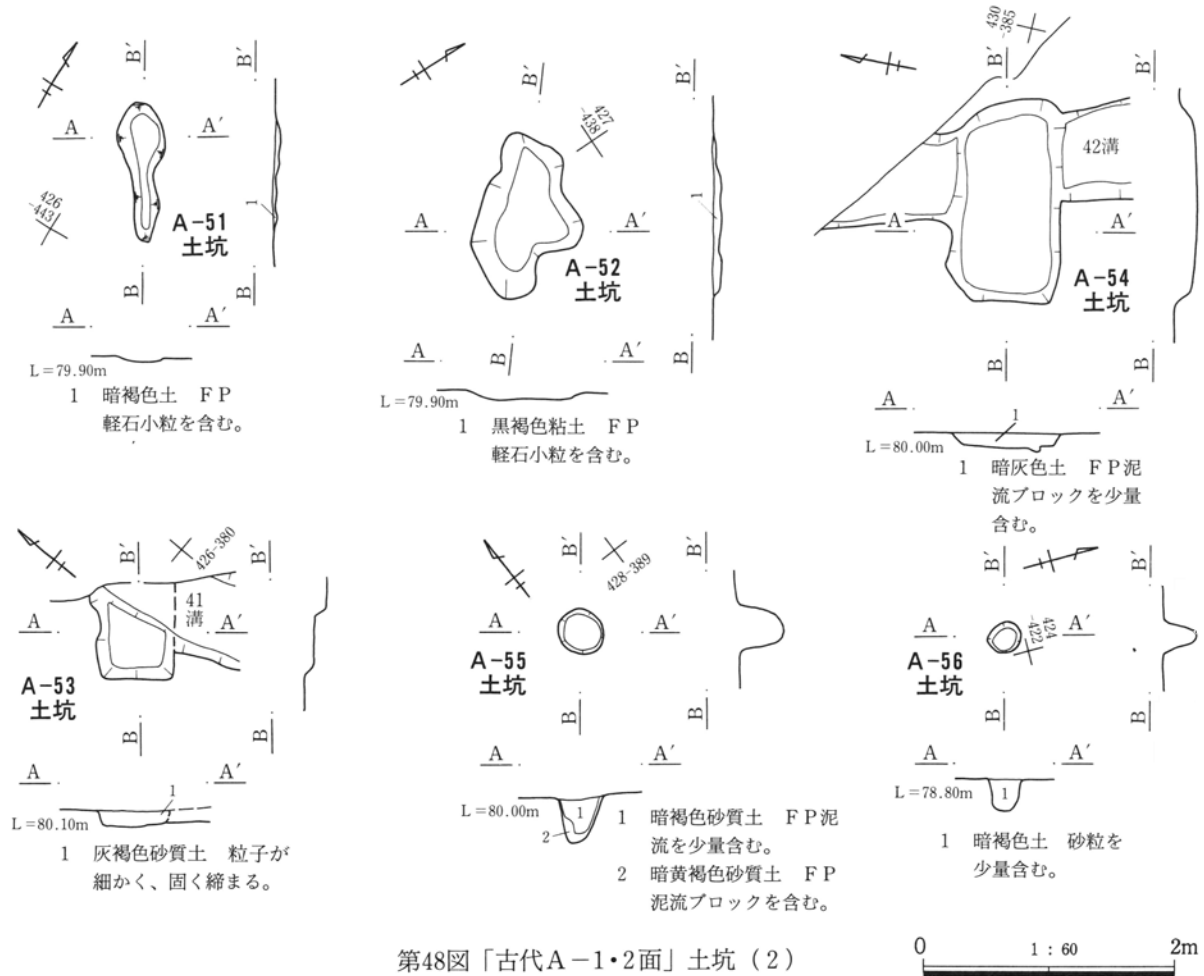 B′
B′
A
A′
426
-443
A-51
土坑
1
B
B
A
A′
L=79.90m
1 暗褐色土 FP
軽石小粒を含む。
B′
B′
427
-438
A
A′
1
A-52
土坑
A
A′
B
B
L=79.90m
1 黒褐色粘土 FP
軽石小粒を含む。
430
-385
B′
B′
42溝
A
A′
A-54
土坑
B
B
A
A′
1
L=80.00m
1 暗灰色土 FP泥
流ブロックを少量
含む。
B′
426-380
B′
41
溝
A
A′
A-53
土坑
B
B
A
A′
1
L=80.10m
1 灰褐色砂質土 粒子が
細かく、固く締まる。
B′
428-389
B′
A
A′
A-55
土坑
B
B
A
A′
L=80.00m
1
2
1 暗褐色砂質土 FP泥
流を少量含む。
2 暗黄褐色砂質土 FP
泥流ブロックを含む。
B′
B′
A
A′
424
-422
A-56
土坑
B
B
A
A′
L=78.80m
1
1 暗褐色土 砂粒を
少量含む。
第48図「古代A-1・2面」土坑(2)
0 1:60 2m